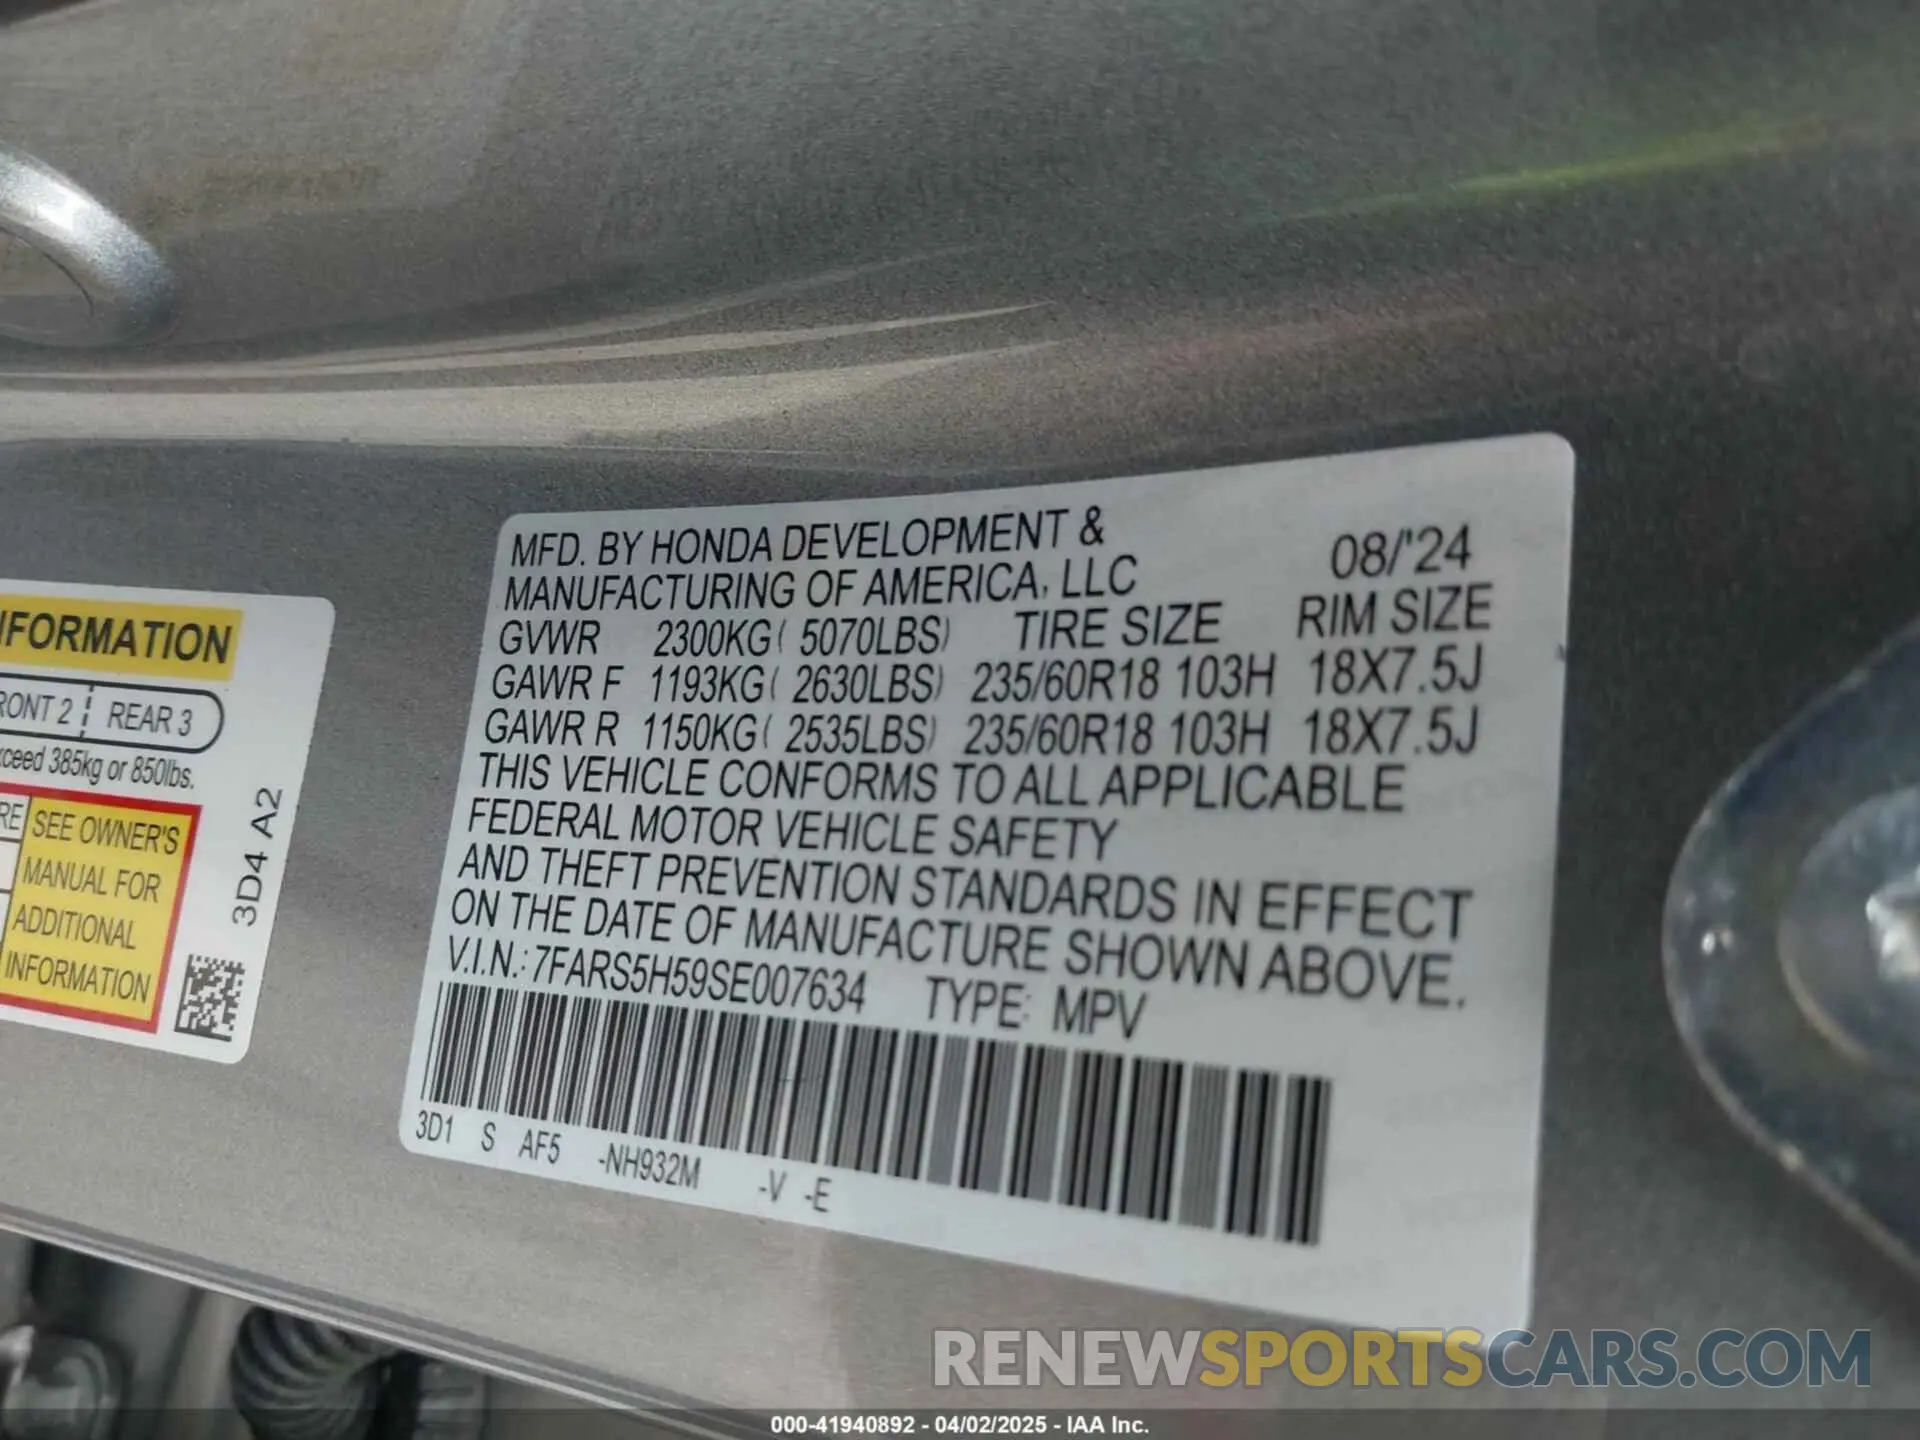 MFD. BY HONDA DEVELOPMENT &
MANUFACTURING OF AMERICA, LLC 08/'24
GVWR 2300KG( 5070LBS) TIRE SIZE RIM SIZE
GAWR F 1193KG( 2630LBS) 235/60R18 103H 18X7.5J
GAWR R 1150KG( 2535LBS) 235/60R18 103H 18X7.5J
THIS VEHICLE CONFORMS TO ALL APPLICABLE
FEDERAL MOTOR VEHICLE SAFETY
AND THEFT PREVENTION STANDARDS IN EFFECT
ON THE DATE OF MANUFACTURE SHOWN ABOVE.
V.I.N.: 7FARS5H59SE007634 TYPE: MPV
3D1 S AF5 -NH932M -V -E
REAR 3
385kg or 850lbs.
SEE OWNER'S
MANUAL FOR
ADDITIONAL
INFORMATION
3D4 A2
RENEWSPORTSCARS.COM
000-41940892 - 04/02/2025 - IAA Inc.